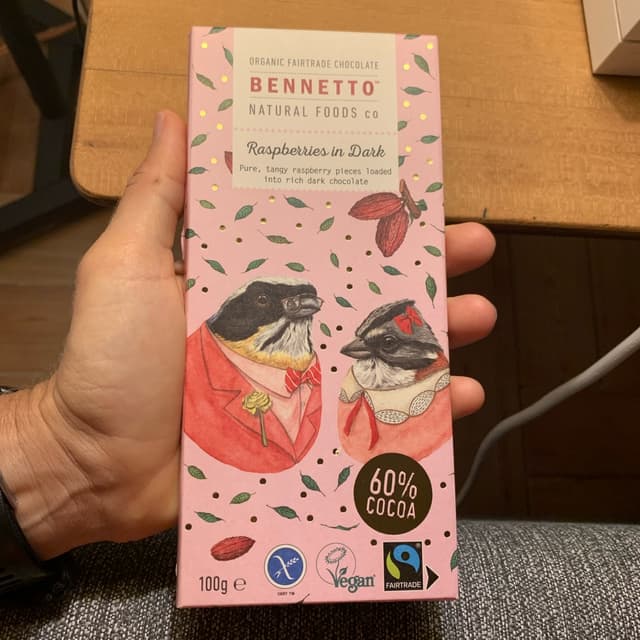 ORGANIC FAIRTRADE CHOCOLATE
BENNETTO™
NATURAL FOODS CO
Raspberries in Dark
Pure, tangy raspberry pieces loaded
into rich dark chocolate
60%
COCOA
100g e
Vegan
FAIRTRADE